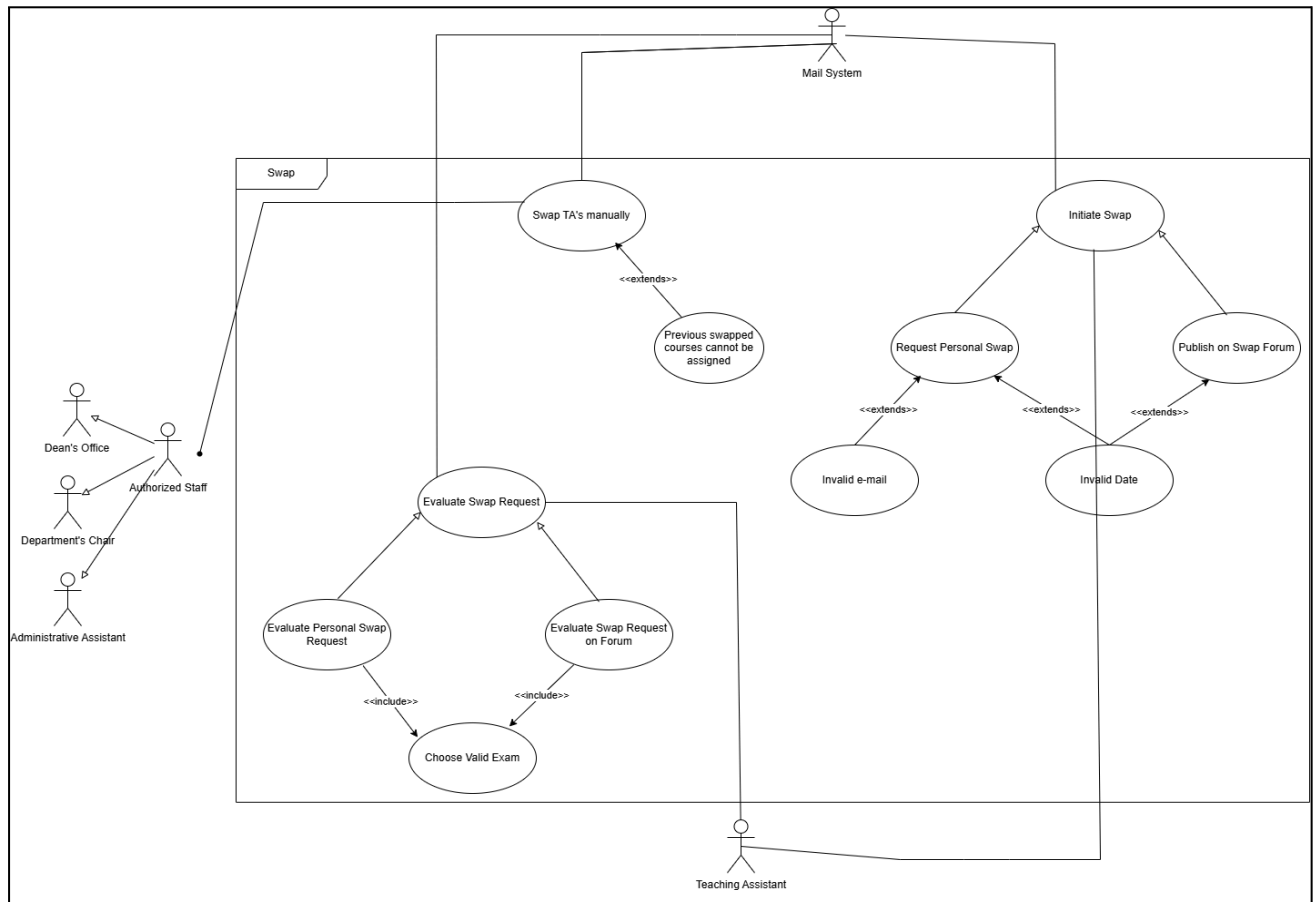 Mail System
Swap
Swap TA's manually
Initiate Swap
<<extends>>
Previous swapped
courses cannot be
assigned
Request Personal Swap
Publish on Swap Forum
<<extends>>
<<extends>>
<<extends>>
Dean's Office
Authorized Staff
Invalid e-mail
Invalid Date
Evaluate Swap Request
Department's Chair
Administrative Assistant
Evaluate Personal Swap
Request
Evaluate Swap Request
on Forum
<<include>>
<<include>>
Choose Valid Exam
Teaching Assistant